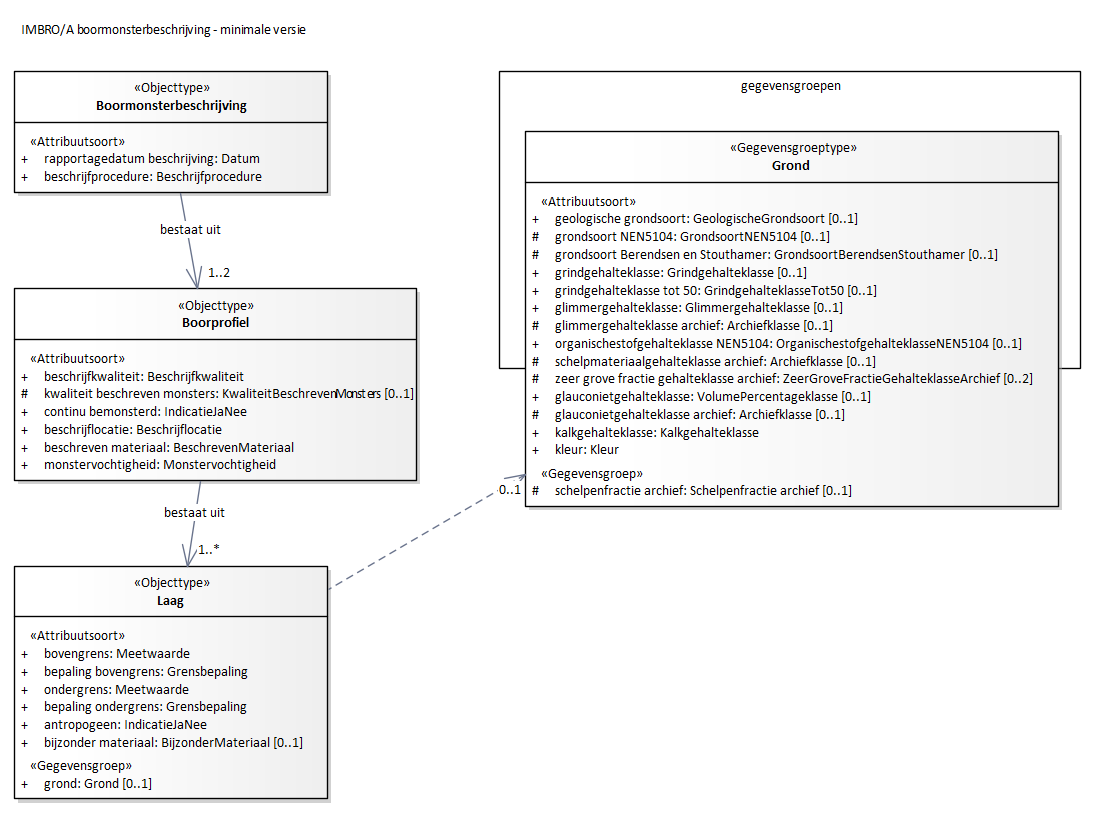 IMBRO/A boormonsterbeschrijving - minimale versie
«Objecttype»
Boormonsterbeschrijving
«Attribuutsoort»
+ rapportagedatum beschrijving: Datum
+ beschrijfprocedure: Beschrijfprocedure
bestaat uit
1..2
«Objecttype»
Boorprofiel
«Attribuutsoort»
+ beschrijfkwaliteit: Beschrijfkwaliteit
# kwaliteit beschreven monsters: KwaliteitBeschrevenMonsters [0..1]
+ continu bemonsterd: IndicatieJaNee
+ beschrijflocatie: Beschrijflocatie
+ beschreven materiaal: BeschrevenMateriaal
+ monstervochtigheid: Monstervochtigheid
bestaat uit
1..*
«Objecttype»
Laag
«Attribuutsoort»
+ bovengrens: Meetwaarde
+ bepaling bovengrens: Grensbepaling
+ ondergrens: Meetwaarde
+ bepaling ondergrens: Grensbepaling
+ antropogeen: IndicatieJaNee
+ bijzonder materiaal: BijzonderMateriaal [0..1]
«Gegevensgroep»
+ grond: Grond [0..1]
0..1
gegevensgroepen
«Gegevensgroeptype»
Grond
«Attribuutsoort»
+ geologische grondsoort: GeologischeGrondsoort [0..1]
# grondsoort NEN5104: GrondsoortNEN5104 [0..1]
# grondsoort Berendsen en Stouthamer: GrondsoortBerendsenStouthamer [0..1]
+ grindgehalteklasse: Grindgehalteklasse [0..1]
+ grindgehalteklasse tot 50: GrindgehalteklasseTot50 [0..1]
+ glimmergehalteklasse: Glimmergehalteklasse [0..1]
# glimmergehalteklasse archief: Archiefklasse [0..1]
+ organischestofgehalteklasse NEN5104: OrganischestofgehalteklasseNEN5104 [0..1]
# schelpmateriaalgehalteklasse archief: Archiefklasse [0..1]
# zeer grove fractie gehalteklasse archief: ZeerGroveFractieGehalteklasseArchief [0..2]
+ glauconietgehalteklasse: VolumePercentageklasse [0..1]
# glauconietgehalteklasse archief: Archiefklasse [0..1]
+ kalkgehalteklasse: Kalkgehalteklasse
+ kleur: Kleur
«Gegevensgroep»
# schelpenfractie archief: Schelpenfractie archief [0..1]